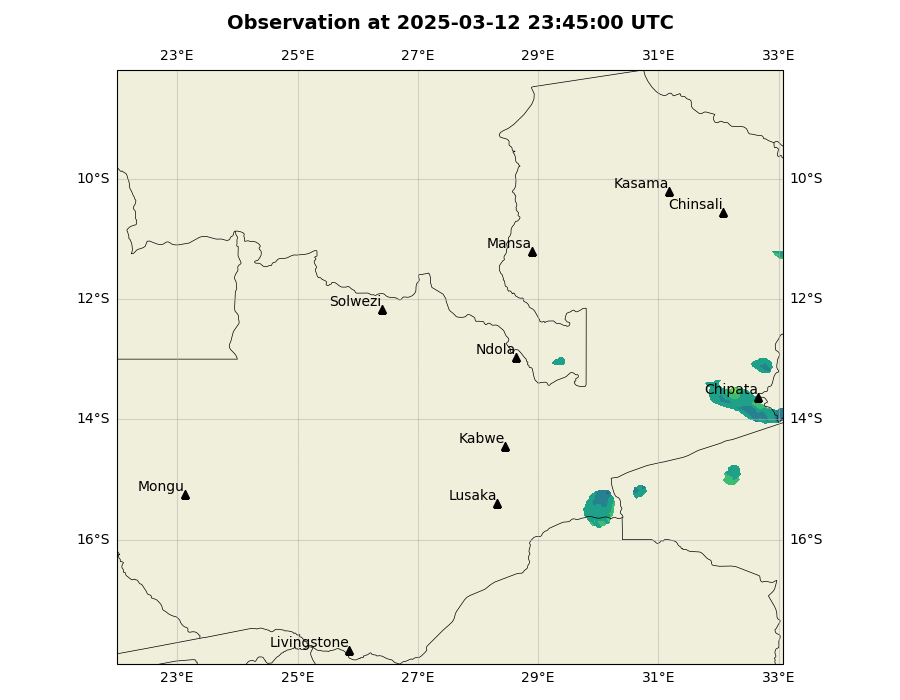 Observation at 2025-03-12 23:45:00 UTC
23°E 25°E 27°E 29°E 31°E 33°E
10°S 10°S
Kasama
Chinsali
Mansa
12°S 12°S
Solwezi
Ndola
Chipata
14°S 14°S
Kabwe
Mongu
Lusaka
16°S 16°S
Livingstone
23°E 25°E 27°E 29°E 31°E 33°E